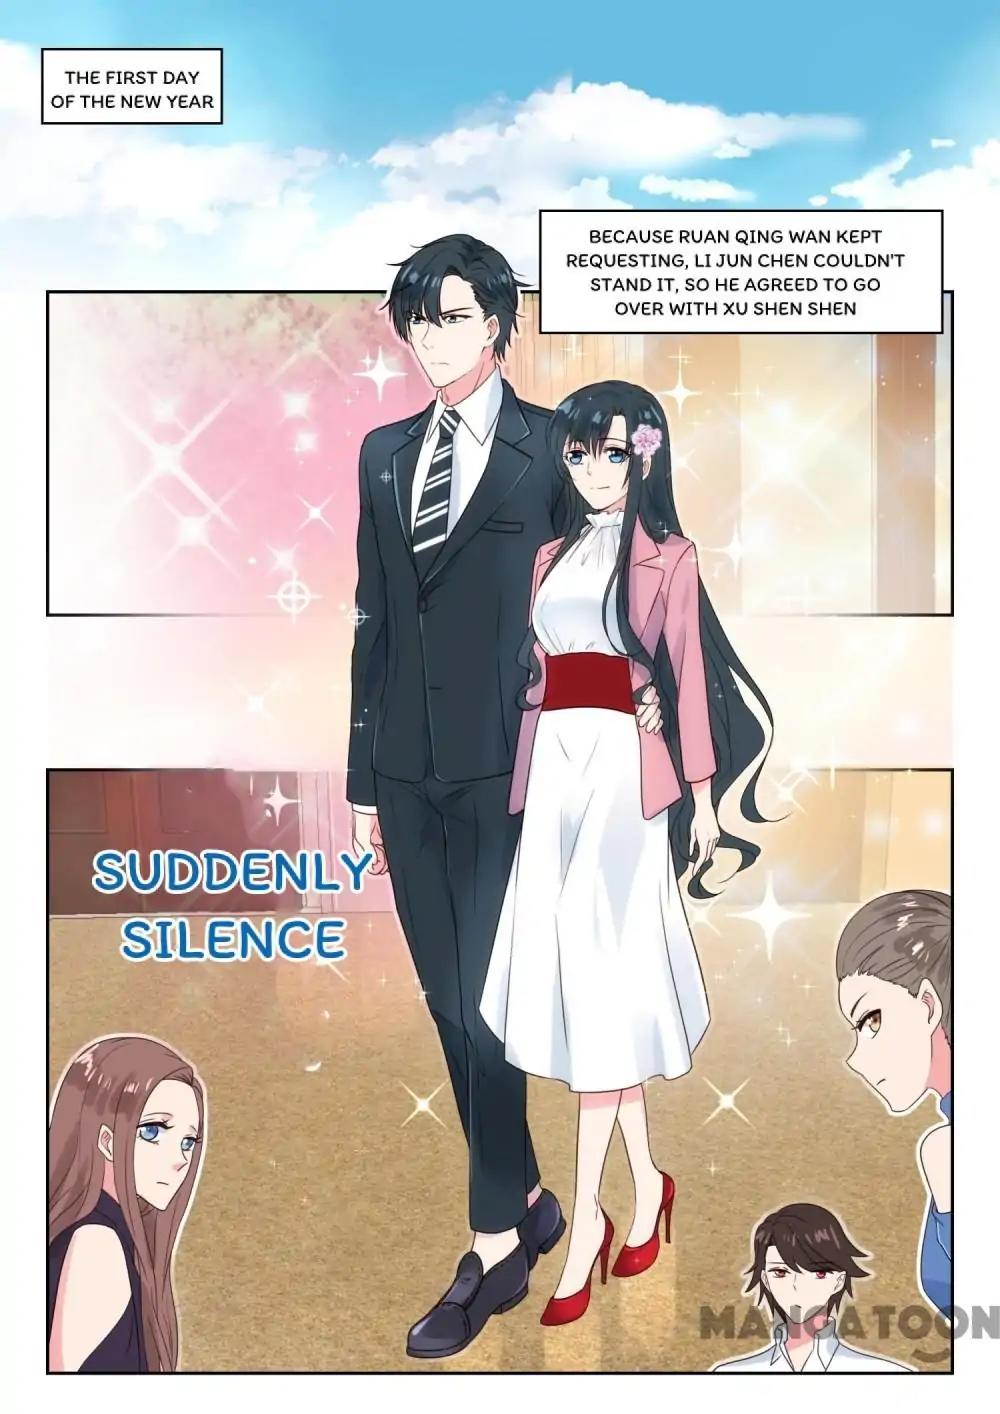 THE FIRST DAY
OF THE NEW YEAR
BECAUSE RUAN QING WAN KEPT
REQUESTING, LI JUN CHEN COULDN'T
STAND IT, SO HE AGREED TO GO
OVER WITH XU SHEN SHEN
SUDDENLY
SILENCE
MANGATOON